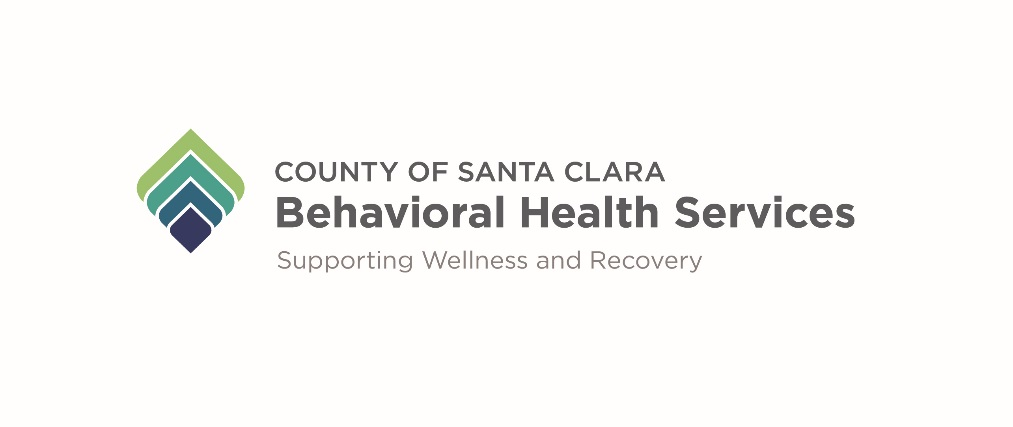 COUNTY OF SANTA CLARA
Behavioral Health Services
Supporting Wellness and Recovery